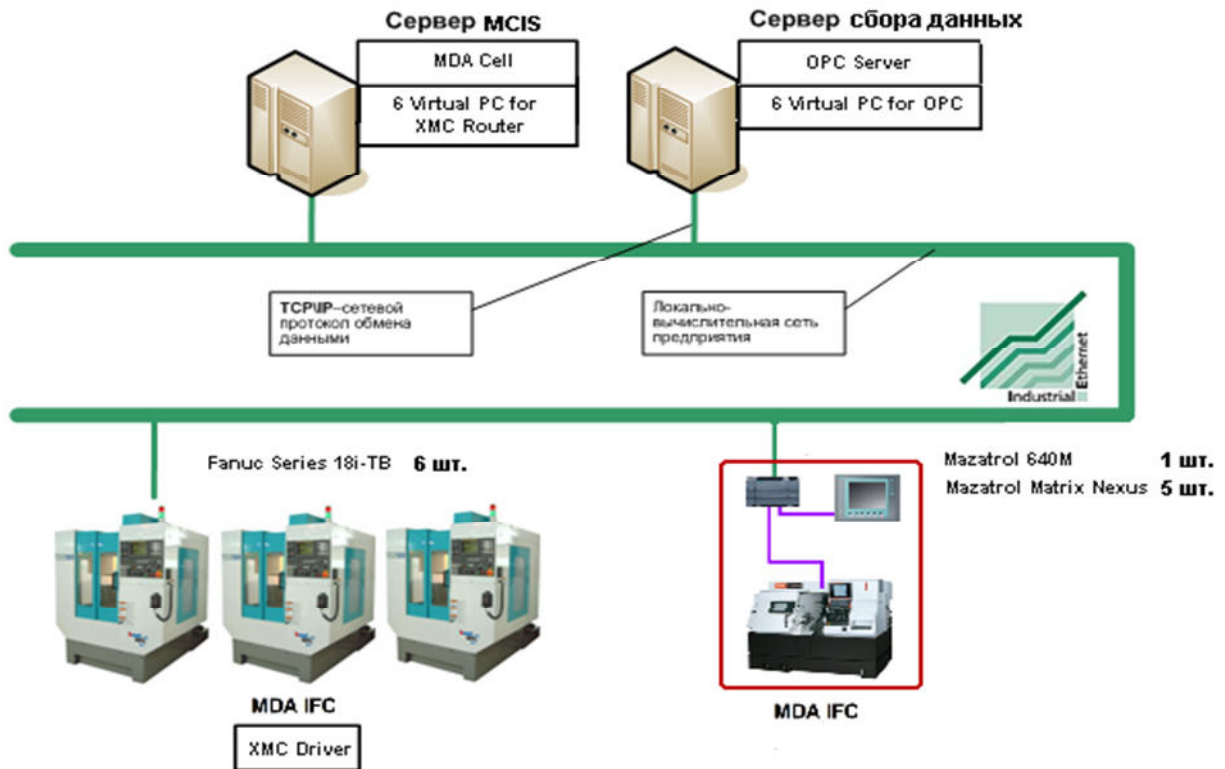 Сервер MCIS
MDA Cell
6 Virtual PC for
XMC Router
Сервер сбора данных
OPC Server
6 Virtual PC for OPC
TCP\IP–сетевой
протокол обмена
данными
Локально-
вычислительная сеть
предприятия
Industrial Ethernet
Fanuc Series 18i-TB 6 шт.
Mazatrol 640M 1 шт.
Mazatrol Matrix Nexus 5 шт.
MDA IFC
XMC Driver
MDA IFC